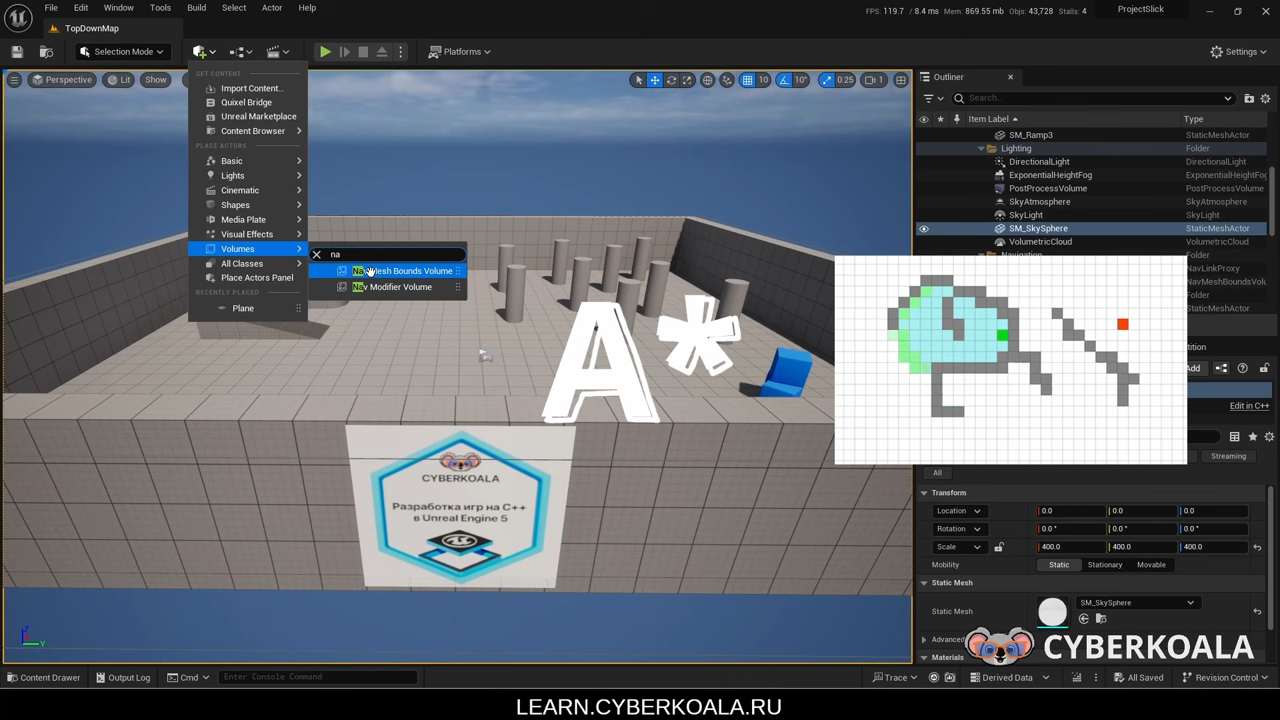 File Edit Window Tools Build Select Actor Help
FPS: 119.7 / 8.4 ms Mem: 869.55 mb Objs: 43,728 Stalls: 4
ProjectSlick
TopDownMap
Selection Mode
Platforms
Settings
Perspective
Lit
Show
10
10°
0.25
1
GET CONTENT
Import Content...
Quixel Bridge
Unreal Marketplace
Content Browser
PLACE ACTORS
Basic
Lights
Cinematic
Shapes
Media Plate
Visual Effects
Volumes
All Classes
Place Actors Panel
RECENTLY PLACED
Plane
na
Nav Mesh Bounds Volume
Nav Modifier Volume
A*
CYBERKOALA
Разработка игр на C++
в Unreal Engine 5
Outliner
Search...
Item Label Type
SM_Ramp3 StaticMeshActor
Lighting Folder
DirectionalLight DirectionalLight
ExponentialHeightFog ExponentialHeightFog
PostProcessVolume PostProcessVolume
SkyAtmosphere SkyAtmosphere
SkyLight SkyLight
SM_SkySphere StaticMeshActor
VolumetricCloud VolumetricCloud
Edit in C++
Streaming
All
Transform
Location 0.0 0.0 0.0
Rotation 0.0° 0.0° 0.0°
Scale 400.0 400.0 400.0
Mobility Static Stationary Movable
Static Mesh
Static Mesh SM_SkySphere
Advanced
Materials
CYBERKOALA
Content Drawer Output Log Cmd Enter Console Command
Trace Derived Data All Saved Revision Control
LEARN.CYBERKOALA.RU